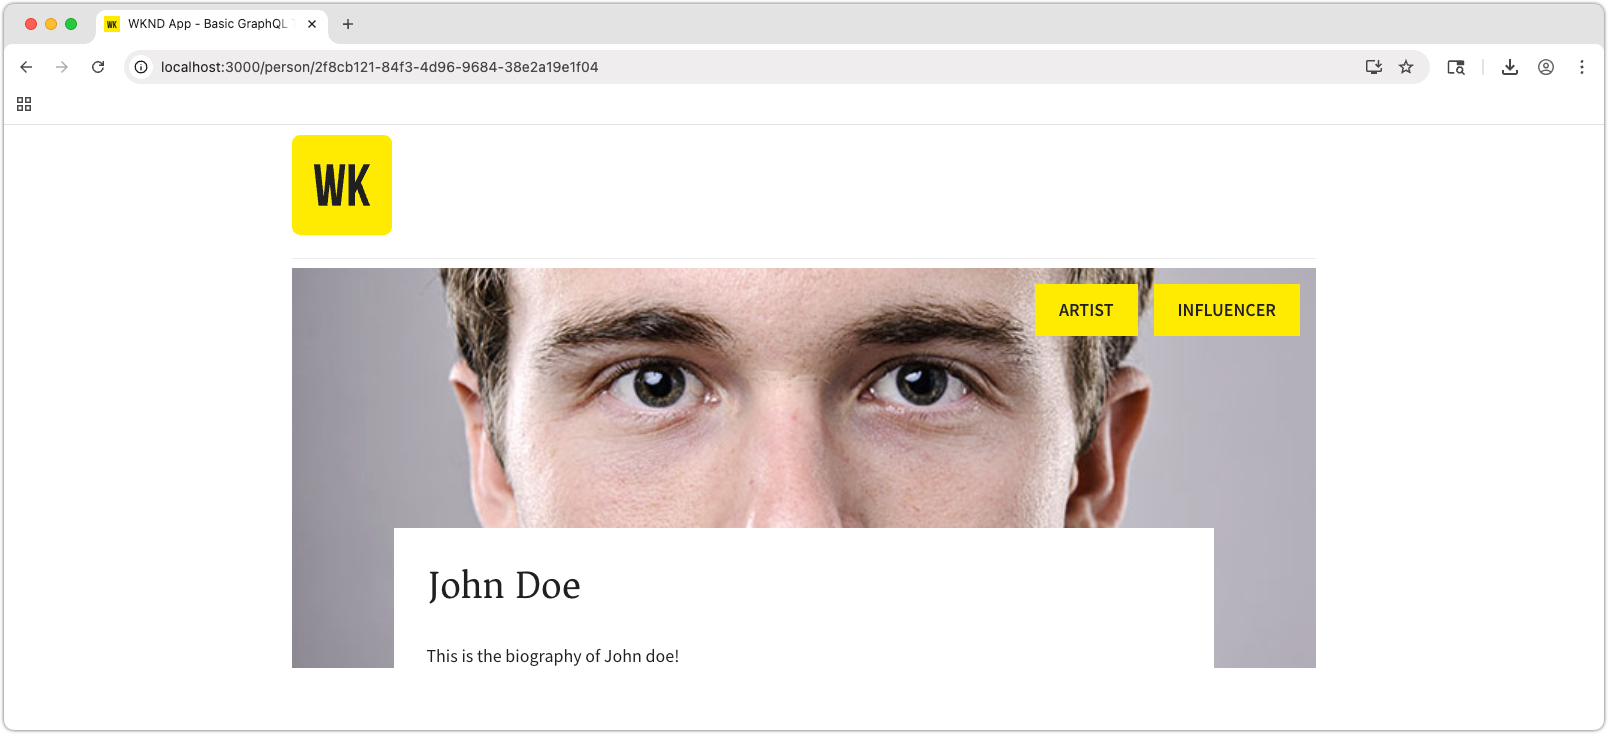 WK
WKND App - Basic GraphQL
localhost:3000/person/2f8cb121-84f3-4d96-9684-38e2a19e1f04
WK
ARTIST INFLUENCER
John Doe
This is the biography of John doe!